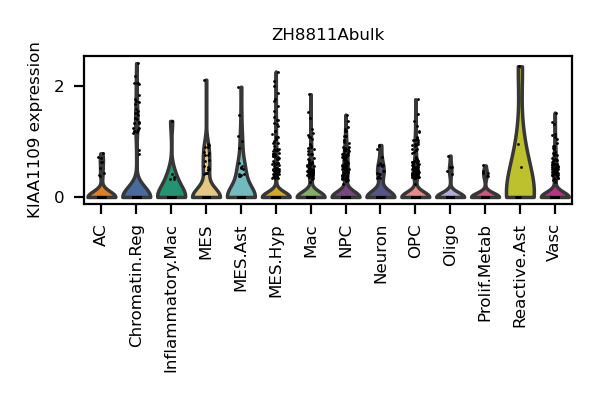 ZH8811Abulk
KIAA1109 expression
2
0
AC
Chromatin.Reg
Inflammatory.Mac
MES
MES.Ast
MES.Hyp
Mac
NPC
Neuron
OPC
Oligo
Prolif.Metab
Reactive.Ast
Vasc